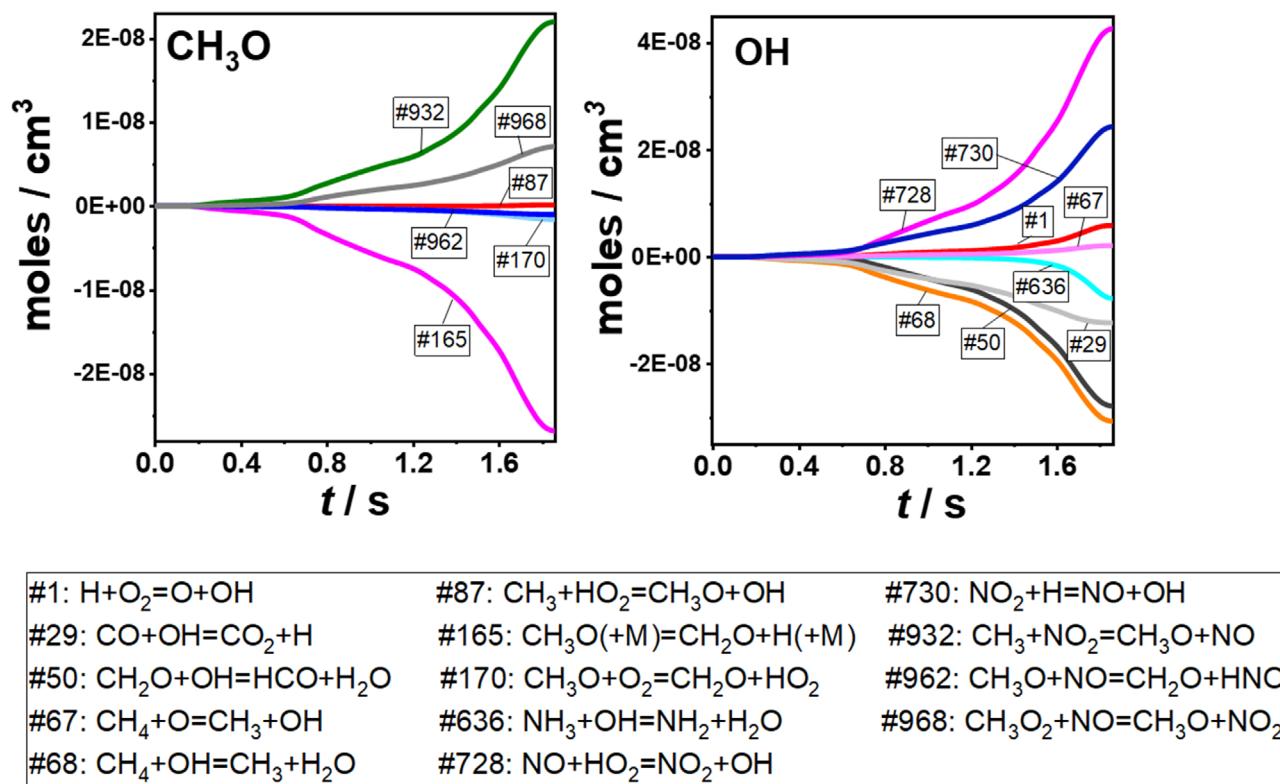 CH₃O
OH
moles / cm³
2E-08
1E-08
0E+00
-1E-08
-2E-08
#932
#968
#87
#962
#170
#165
0.0 0.4 0.8 1.2 1.6
t / s
moles / cm³
4E-08
2E-08
0E+00
-2E-08
#730
#728
#67
#1
#636
#68
#50
#29
0.0 0.4 0.8 1.2 1.6
t / s
#1: H+O₂=O+OH #87: CH₃+HO₂=CH₃O+OH #730: NO₂+H=NO+OH
#29: CO+OH=CO₂+H #165: CH₃O(+M)=CH₂O+H(+M) #932: CH₃+NO₂=CH₃O+NO
#50: CH₂O+OH=HCO+H₂O #170: CH₃O+O₂=CH₂O+HO₂ #962: CH₃O+NO=CH₂O+HNO
#67: CH₄+O=CH₃+OH #636: NH₃+OH=NH₂+H₂O #968: CH₃O₂+NO=CH₃O+NO₂
#68: CH₄+OH=CH₃+H₂O #728: NO+HO₂=NO₂+OH